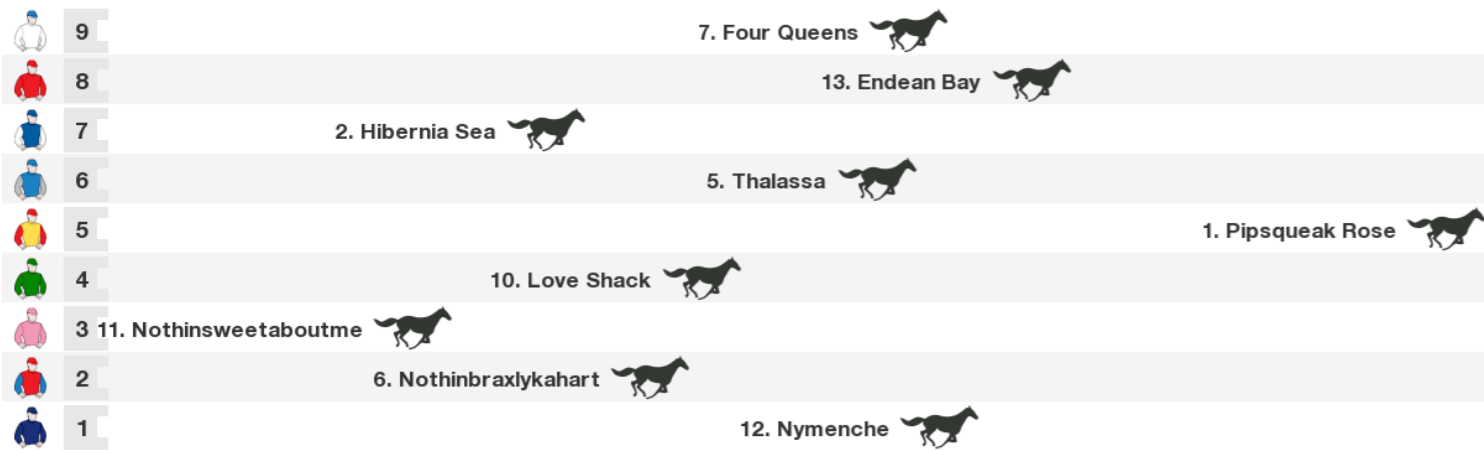 9 7. Four Queens
8 13. Endean Bay
7 2. Hibernia Sea
6 5. Thalassa
5 1. Pipsqueak Rose
4 10. Love Shack
3 11. Nothinsweetaboutme
2 6. Nothinbraxlykahart
1 12. Nymenche